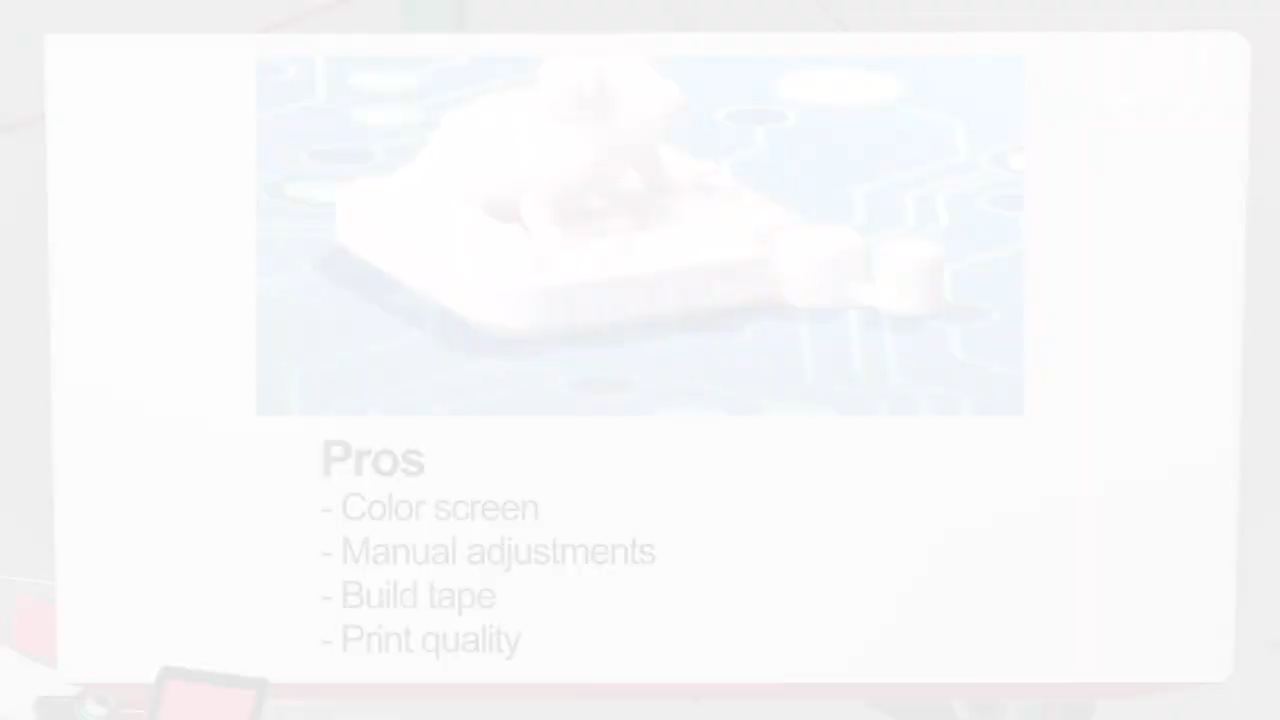 Pros
- Color screen
- Manual adjustments
- Build tape
- Print quality